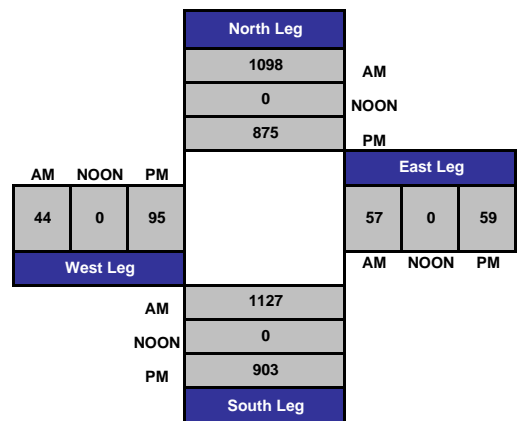 North Leg
1098
AM
0
NOON
875
PM
AM NOON PM
East Leg
44 0 95
57 0 59
West Leg
AM NOON PM
AM
1127
NOON
0
PM
903
South Leg